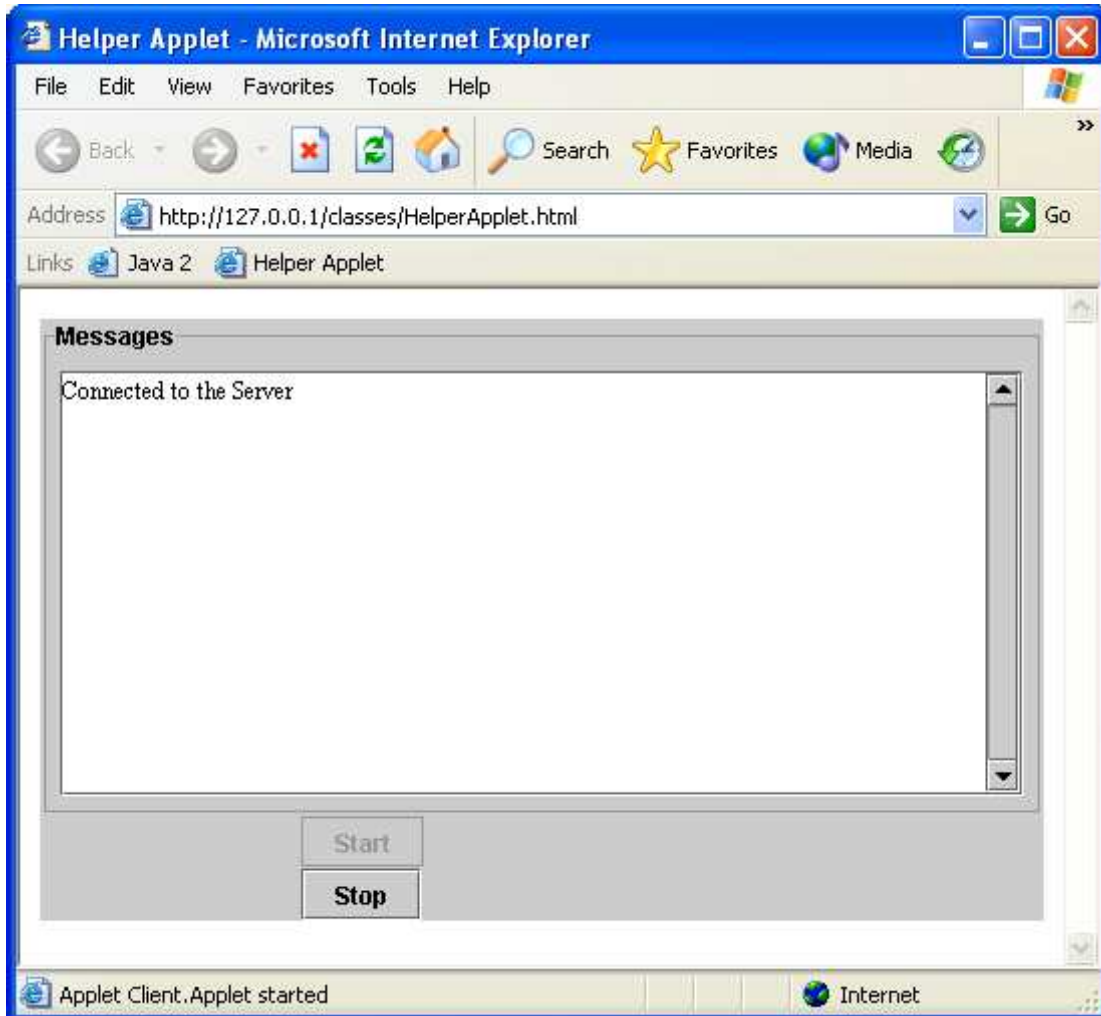 Helper Applet - Microsoft Internet Explorer
File Edit View Favorites Tools Help
Back Search Favorites Media »
Address http://127.0.0.1/classes/HelperApplet.html Go
Links Java 2 Helper Applet
Messages
Connected to the Server
Start
Stop
Applet Client.Applet started Internet